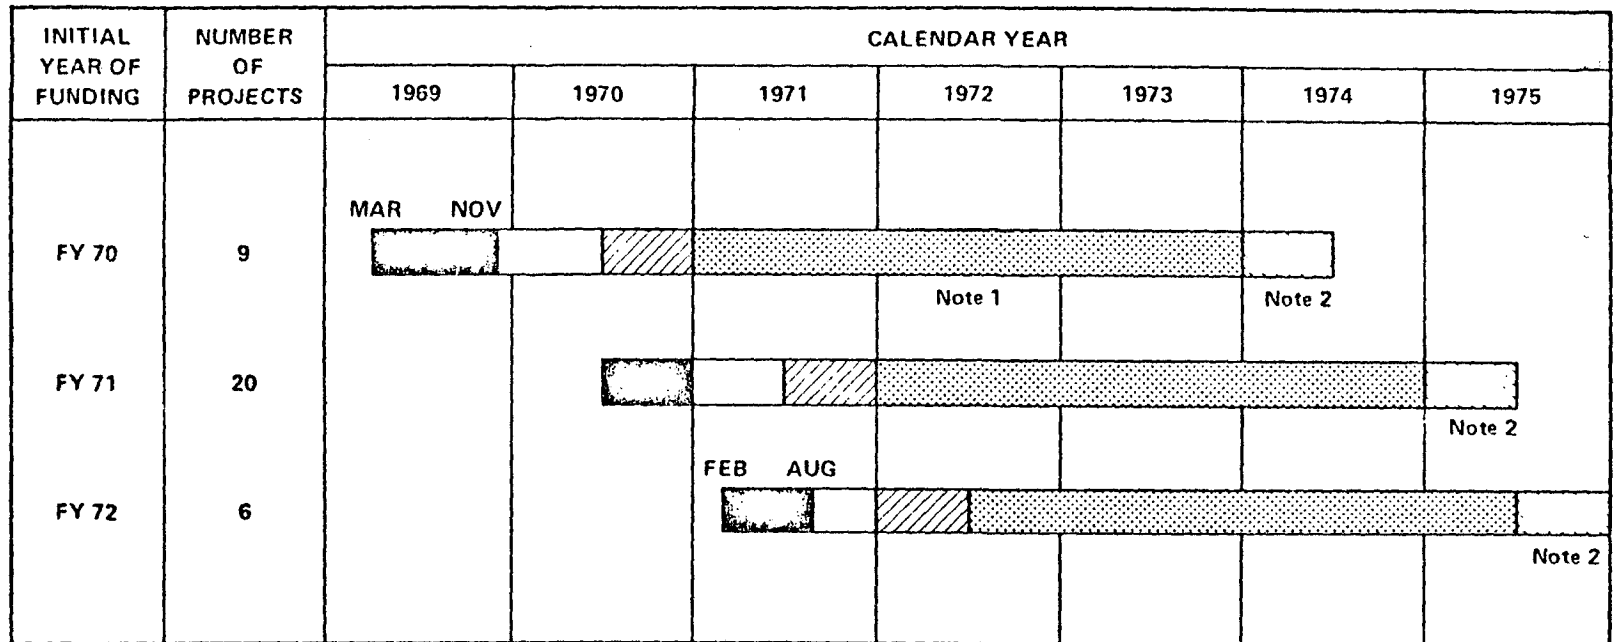 INITIAL
YEAR OF
FUNDING
NUMBER
OF
PROJECTS
CALENDAR YEAR
1969 1970 1971 1972 1973 1974 1975
MAR NOV
FY 70 9
Note 1 Note 2
FY 71 20
Note 2
FEB AUG
FY 72 6
Note 2